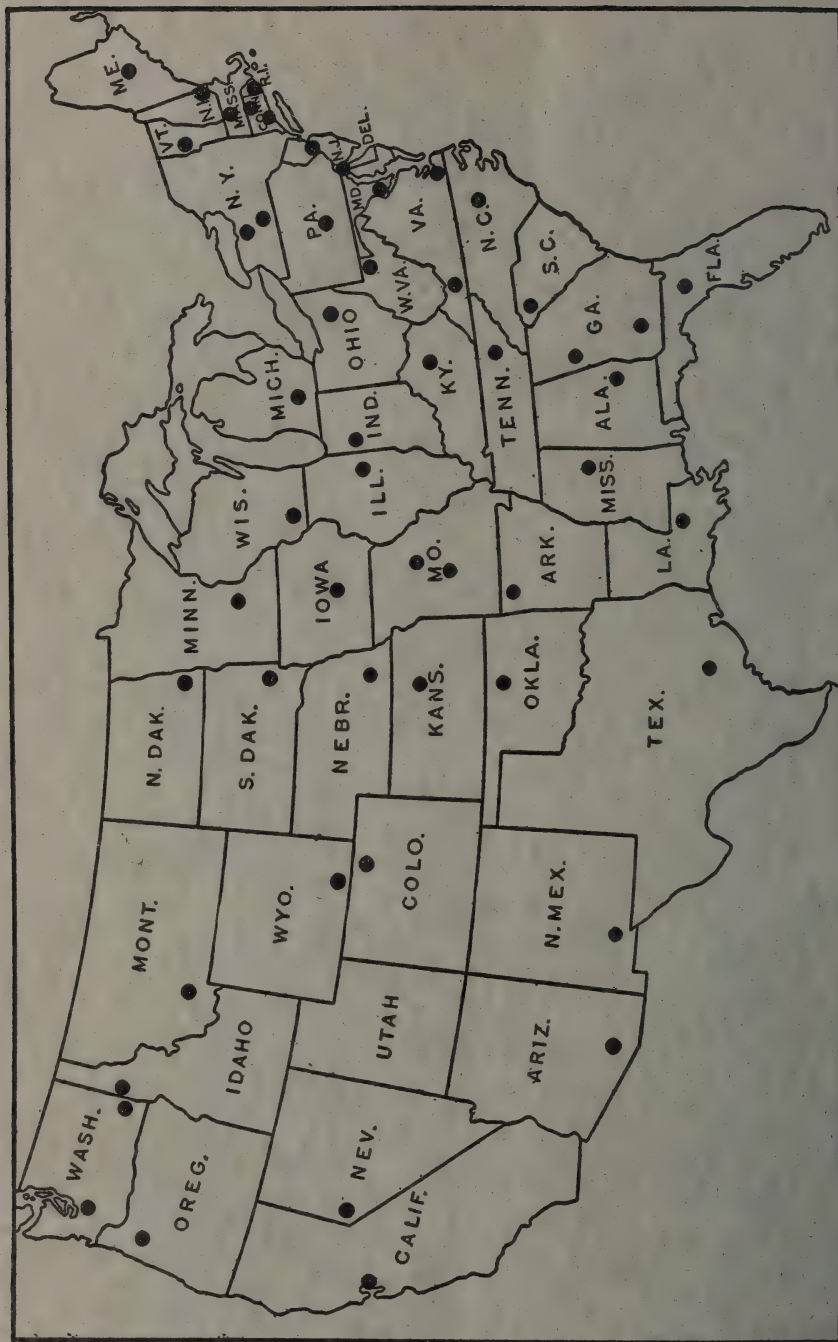 WASH.
OREG.
CALIF.
NEV.
IDAHO
MONT.
WYO.
UTAH
ARIZ.
COLO.
N.MEX.
N. DAK.
S. DAK.
NEBR.
KANS.
OKLA.
TEX.
MINN.
IOWA
MO.
ARK.
LA.
WIS.
ILL.
MISS.
MICH.
IND.
OHIO
KY.
TENN.
ALA.
GA.
FLA.
S.C.
N.C.
VA.
W.VA.
MD.
DEL.
N.J.
PA.
N.Y.
VT.
N.H.
ME.
MASS.
CONN.
R.I.